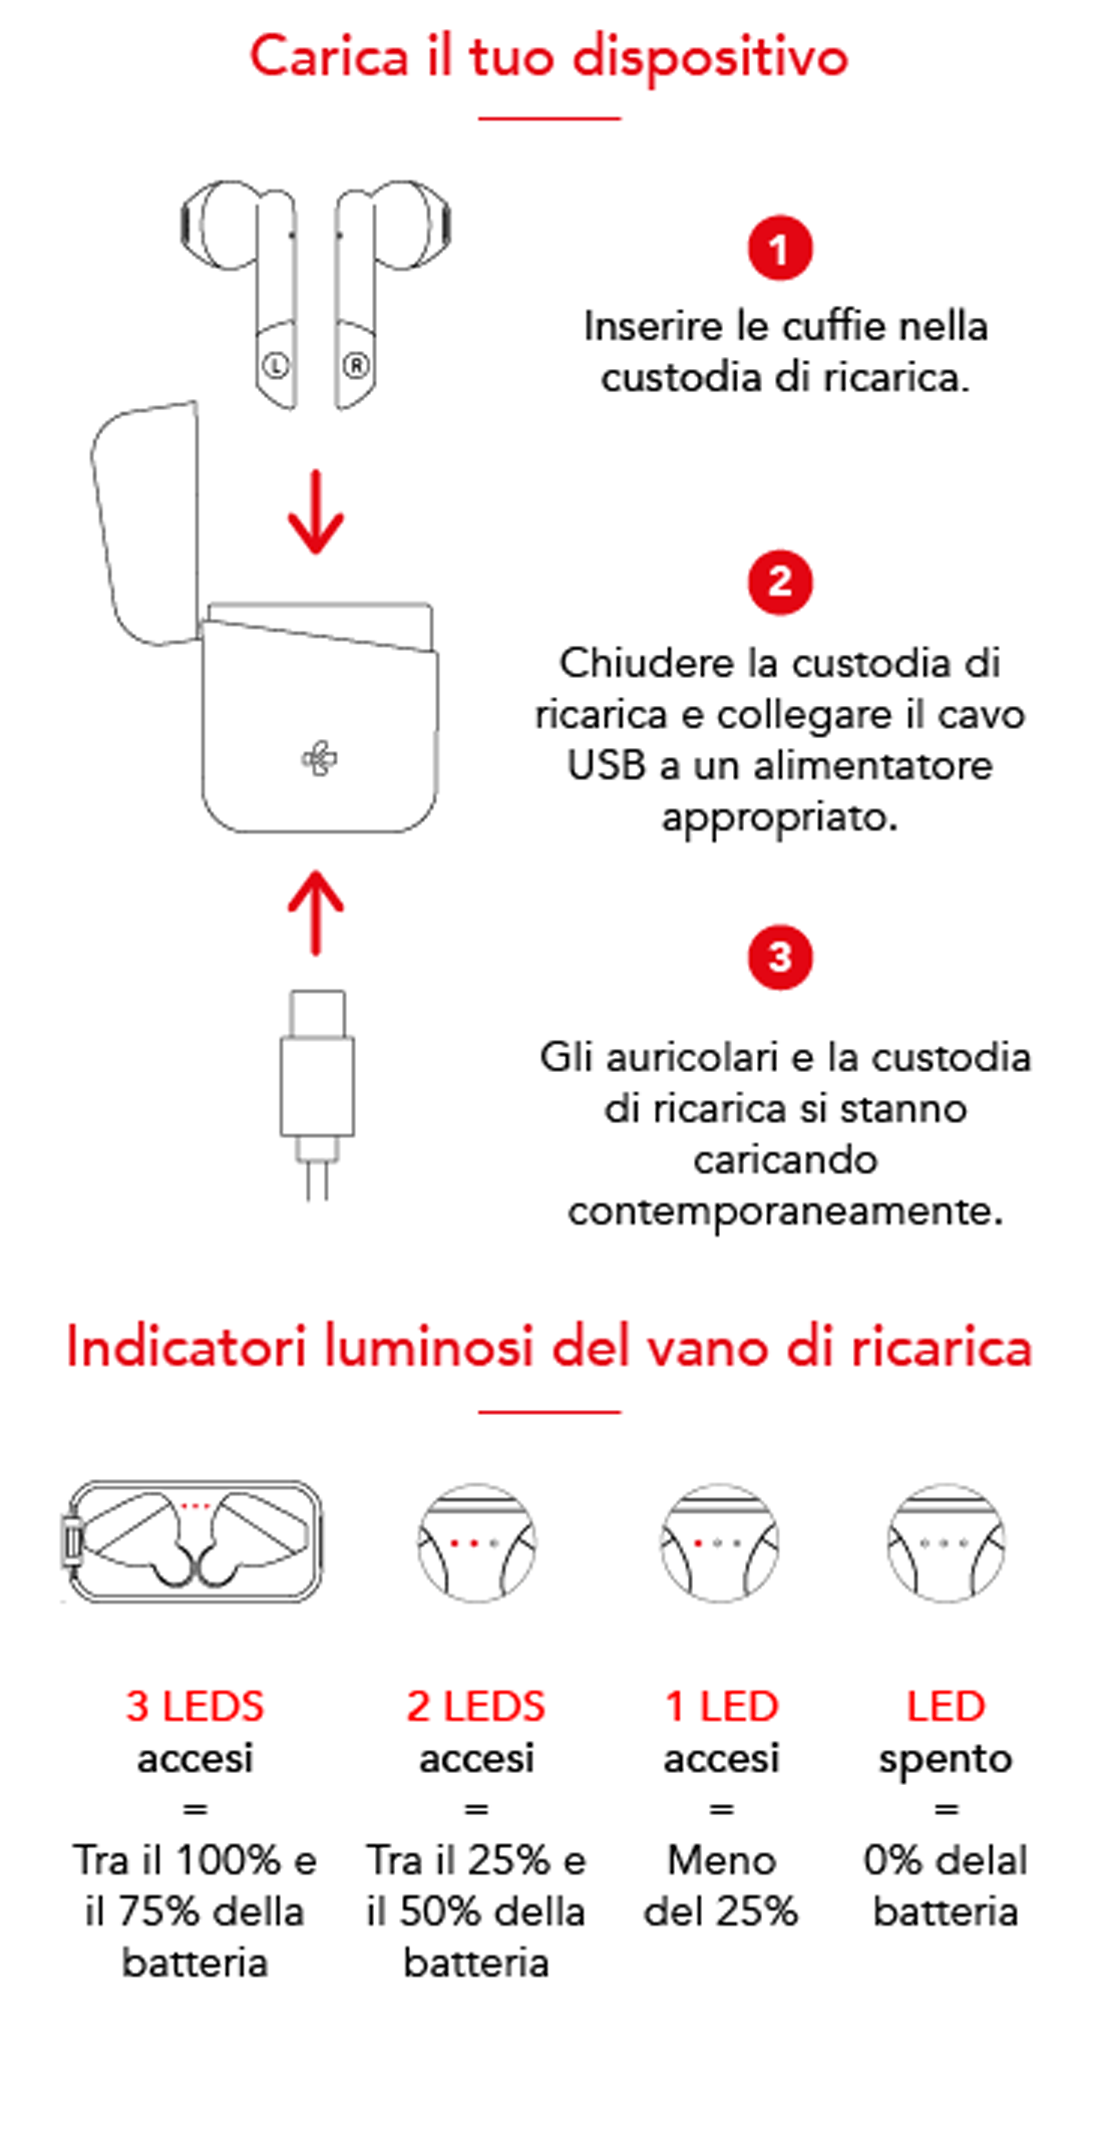 Carica il tuo dispositivo
L
R
1
Inserire le cuffie nella
custodia di ricarica.
2
Chiudere la custodia di
ricarica e collegare il cavo
USB a un alimentatore
appropriato.
3
Gli auricolari e la custodia
di ricarica si stanno
caricando
contemporaneamente.
Indicatori luminosi del vano di ricarica
3 LEDS
accesi
=
Tra il 100% e
il 75% della
batteria
2 LEDS
accesi
=
Tra il 25% e
il 50% della
batteria
1 LED
accesi
=
Meno
del 25%
LED
spento
=
0% delal
batteria